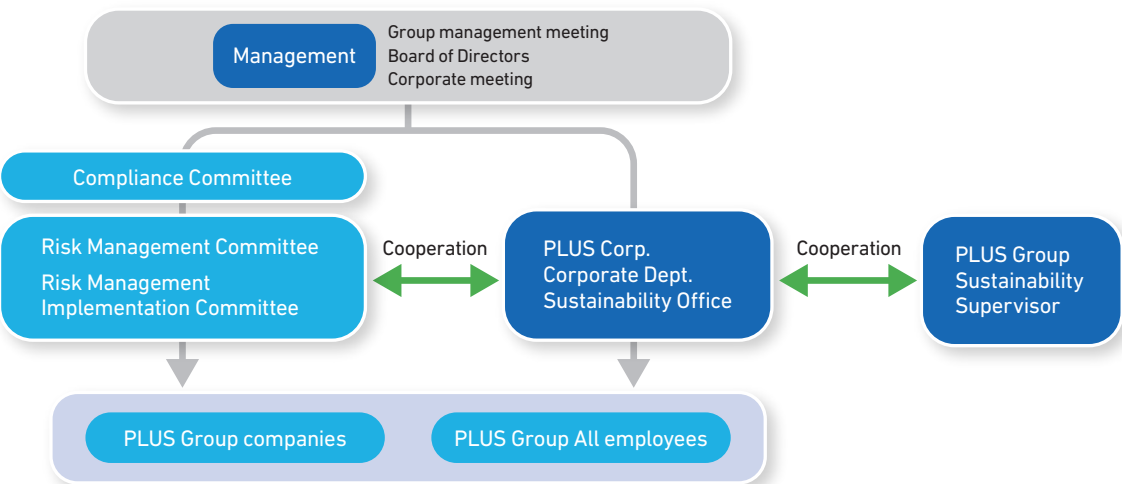 Management
Group management meeting
Board of Directors
Corporate meeting
Compliance Committee
Risk Management Committee
Risk Management
Implementation Committee
Cooperation
PLUS Corp.
Corporate Dept.
Sustainability Office
Cooperation
PLUS Group
Sustainability
Supervisor
PLUS Group companies
PLUS Group All employees